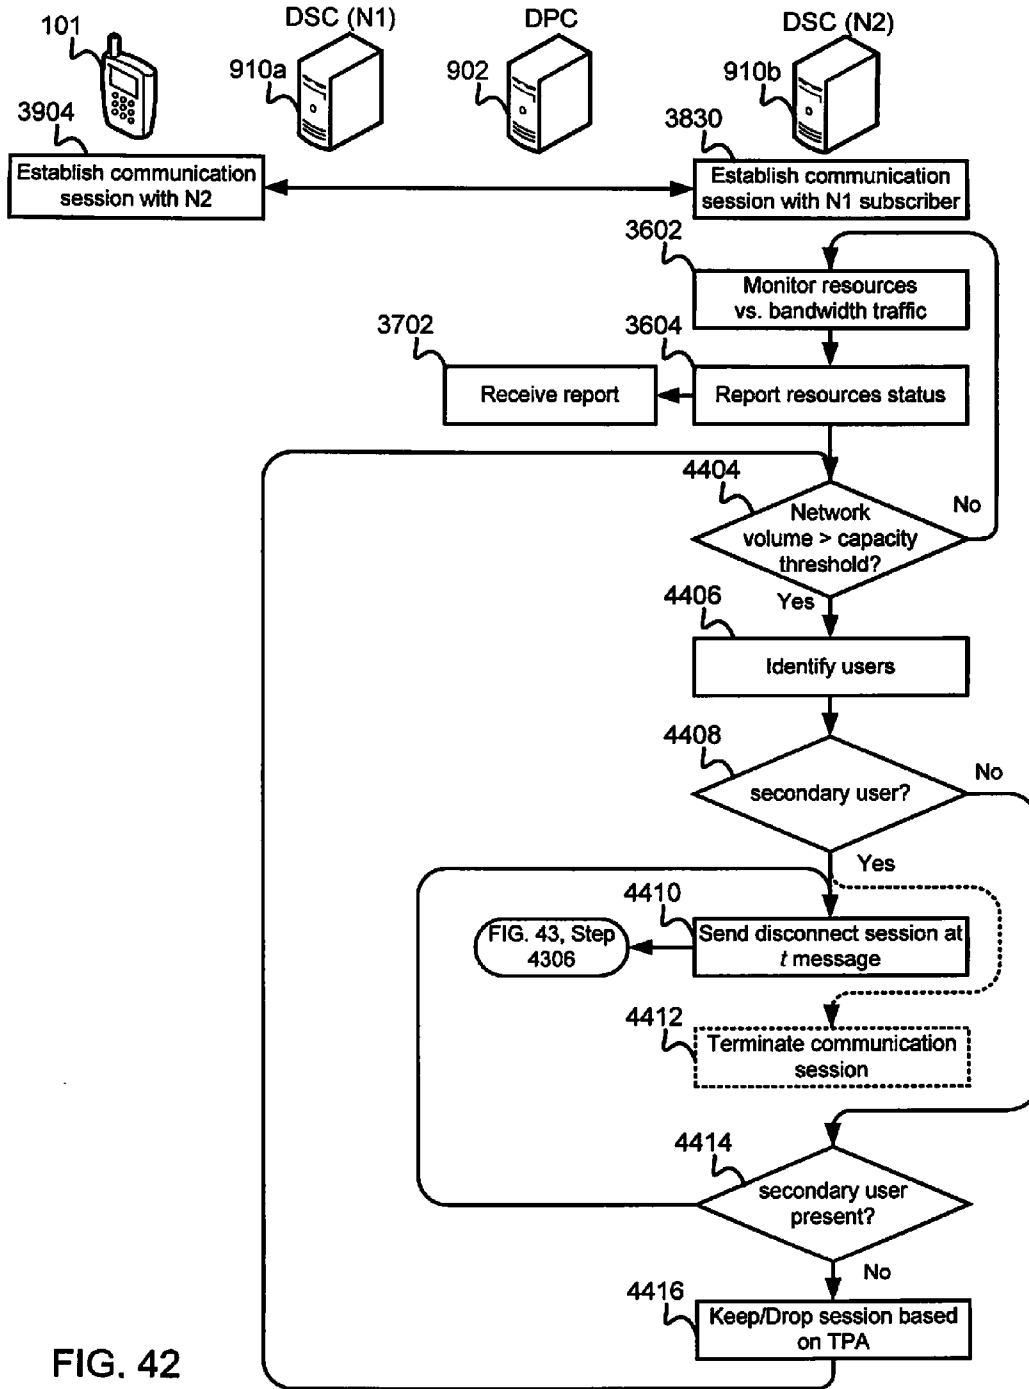 DSC (N1)
DPC
DSC (N2)
101
910a
902
910b
3904
3830
Establish communication
session with N2
Establish communication
session with N1 subscriber
3602
Monitor resources
vs. bandwidth traffic
3702
3604
Receive report
Report resources status
4404
No
Network
volume > capacity
threshold?
4406
Yes
Identify users
4408
No
secondary user?
Yes
4410
FIG. 43, Step
4306
Send disconnect session at
t message
4412
Terminate communication
session
4414
secondary user
present?
No
4416
Keep/Drop session based
on TPA
FIG. 42